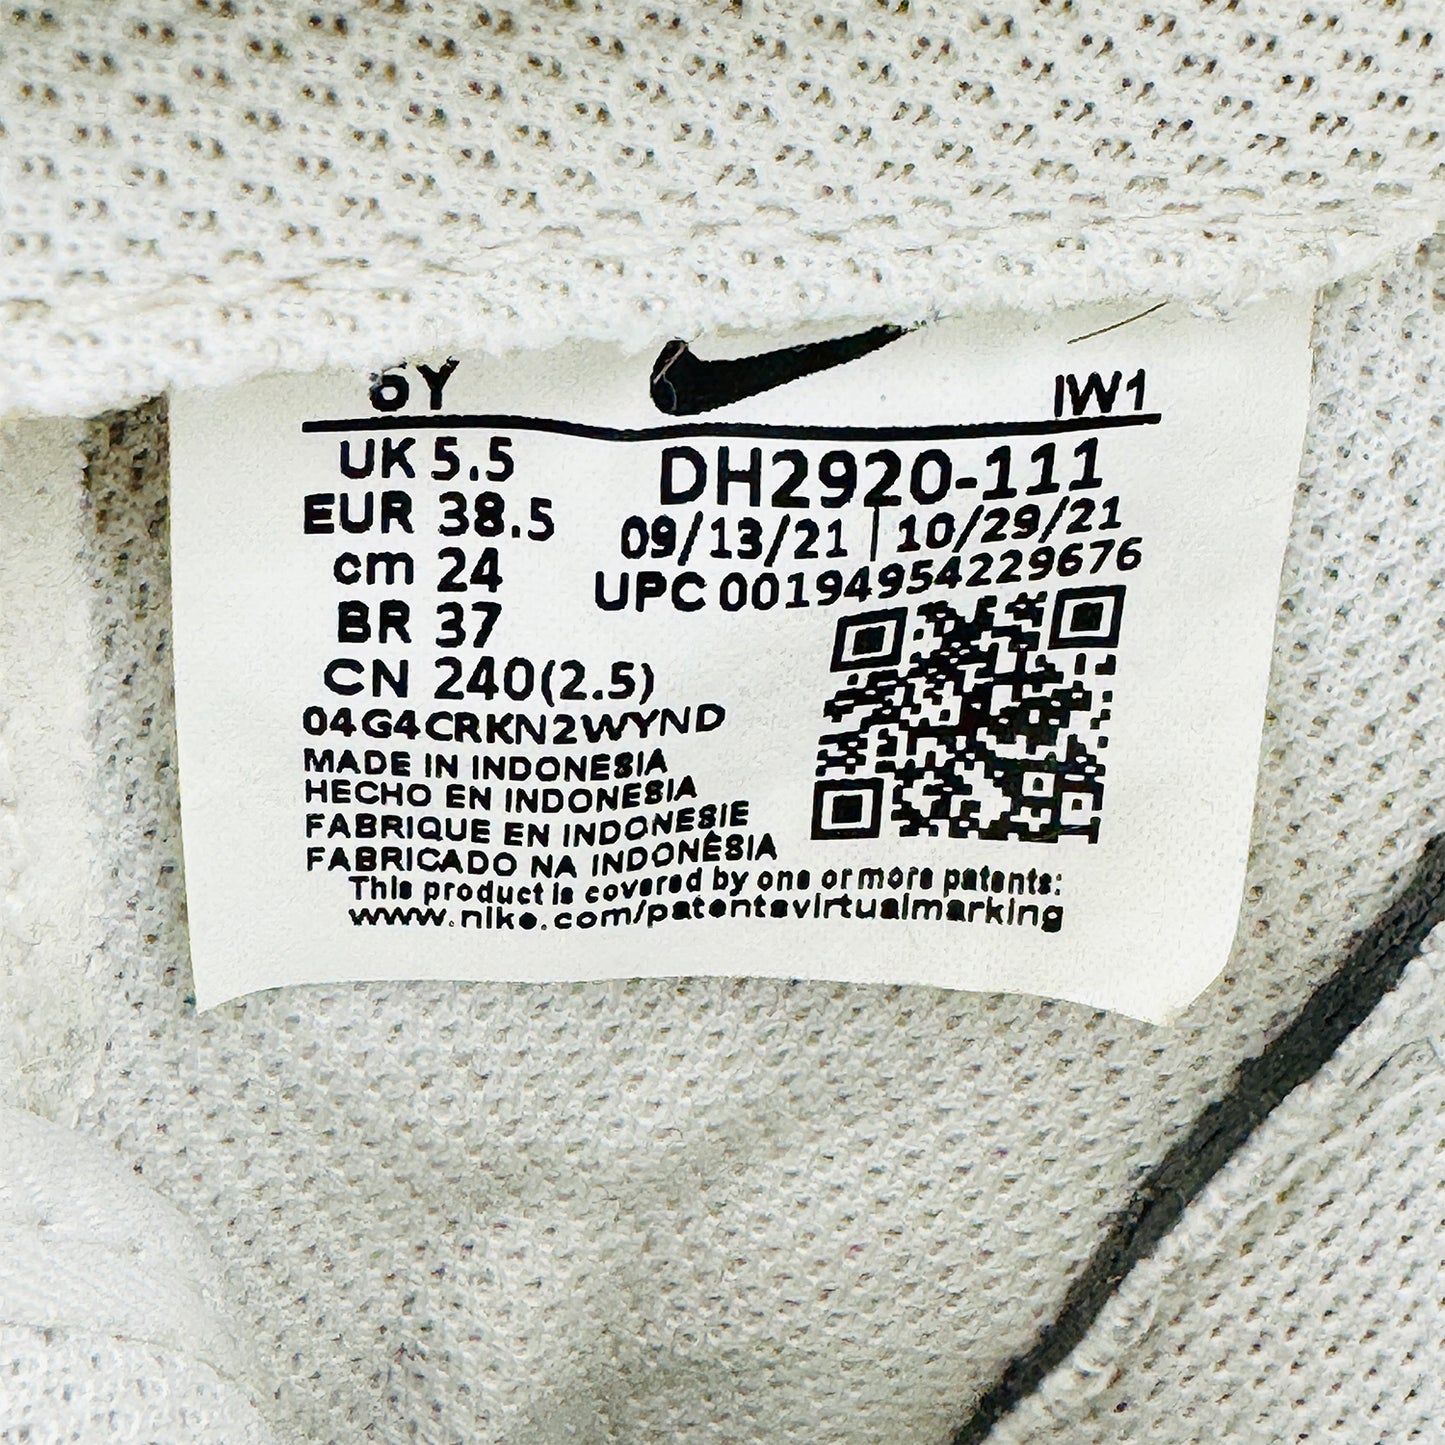 6Y IW1
UK 5.5
EUR 38.5
cm 24
BR 37
CN 240(2.5)
DH2920-111
09/13/21 | 10/29/21
UPC 00194954229676
04G4CRKN2WYND
MADE IN INDONESIA
HECHO EN INDONESIA
FABRIQUE EN INDONESIE
FABRICADO NA INDONÉSIA
This product is covered by one or more patents:
www.nike.com/patentsvirtualmarking